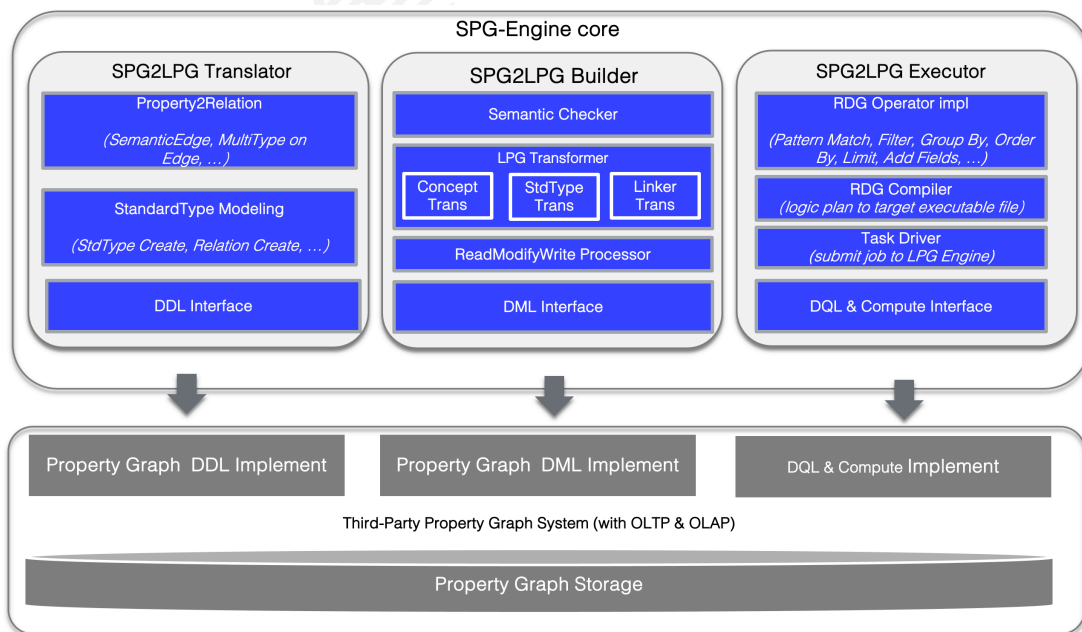 SPG-Engine core
SPG2LPG Translator
Property2Relation
(SemanticEdge, MultiType on
Edge, …)
StandardType Modeling
(StdType Create, Relation Create, …)
DDL Interface
SPG2LPG Builder
Semantic Checker
LPG Transformer
Concept
Trans
StdType
Trans
Linker
Trans
ReadModifyWrite Processor
DML Interface
SPG2LPG Executor
RDG Operator impl
(Pattern Match, Filter, Group By, Order
By, Limit, Add Fields, …)
RDG Compiler
(logic plan to target executable file)
Task Driver
(submit job to LPG Engine)
DQL & Compute Interface
Property Graph DDL Implement
Property Graph DML Implement
DQL & Compute Implement
Third-Party Property Graph System (with OLTP & OLAP)
Property Graph Storage